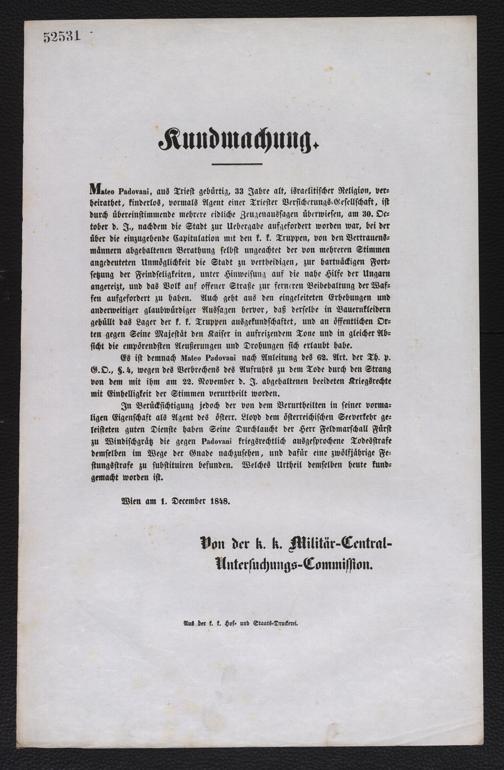 52531
Kundmachung.
Mateo Padovani, aus Triest gebürtig, 33 Jahre alt, israelitischer Religion, ver-
heirathet, kinderlos, vormals Agent einer Triester Versicherungs-Gesellschaft, ist
durch übereinstimmende mehrere eidliche Zeugenaussagen überwiesen, am 30. Oc-
tober d. J., nachdem die Stadt zur Uebergabe aufgefordert worden war, bei der
über die einzugehende Capitulation mit den k. k. Truppen, von den Vertrauens-
männern abgehaltenen Berathung selbst ungeachtet der von mehreren Stimmen
angedeuteten Unmöglichkeit die Stadt zu vertheidigen, zur hartnäckigen Fort-
setzung der Feindseligkeiten, unter Hinweisung auf die nahe Hilfe der Ungarn
angereizt, und das Volk auf offener Straße zur ferneren Beibehaltung der Waf-
fen aufgefordert zu haben. Auch geht aus den eingeleiteten Erhebungen und
anderweitiger glaubwürdiger Aussagen hervor, daß derselbe in Bauernkleidern
gehüllt das Lager der k. k. Truppen ausgekundschaftet, und an öffentlichen Or-
ten gegen Seine Majestät den Kaiser in aufreizendem Tone und in gleicher Ab-
sicht die empörendsten Aeußerungen und Drohungen sich erlaubt habe.
Es ist demnach Mateo Padovani nach Anleitung des 62. Art. der Th. p.
G.O., §. 4, wegen des Verbrechens des Aufruhrs zu dem Tode durch den Strang
von dem mit ihm am 22. November d. J. abgehaltenen beeideten Kriegsrechte
mit Einhelligkeit der Stimmen verurtheilt worden.
In Berücksichtigung jedoch der von dem Verurtheilten in seiner vorma-
ligen Eigenschaft als Agent des österr. Lloyd dem österreichischen Seeverkehr ge-
leisteten guten Dienste haben Seine Durchlaucht der Herr Feldmarschall Fürst
zu Windischgrätz die gegen Padovani kriegsrechtlich ausgesprochene Todesstrafe
demselben im Wege der Gnade nachzusehen, und dafür eine zwölfjährige Fe-
stungsstrafe zu substituiren befunden. Welches Urtheil demselben heute kund-
gemacht worden ist.
Wien am 1. December 1848.
Von der k. k. Militär-Central-
Untersuchungs-Commission.
Aus der k. k. Hof- und Staats-Druckerei.